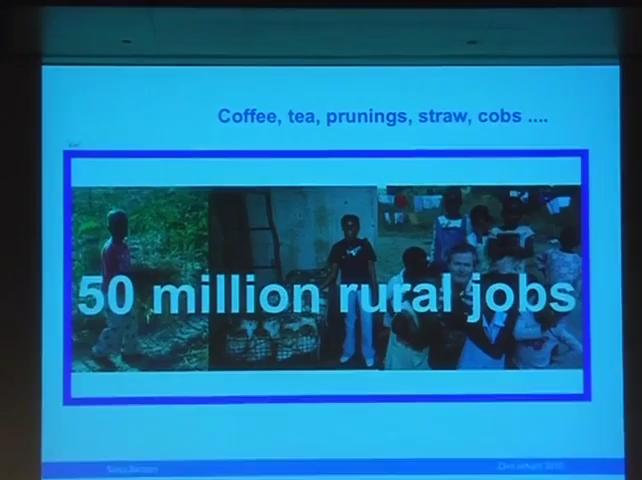 Coffee, tea, prunings, straw, cobs ....
50 million rural jobs